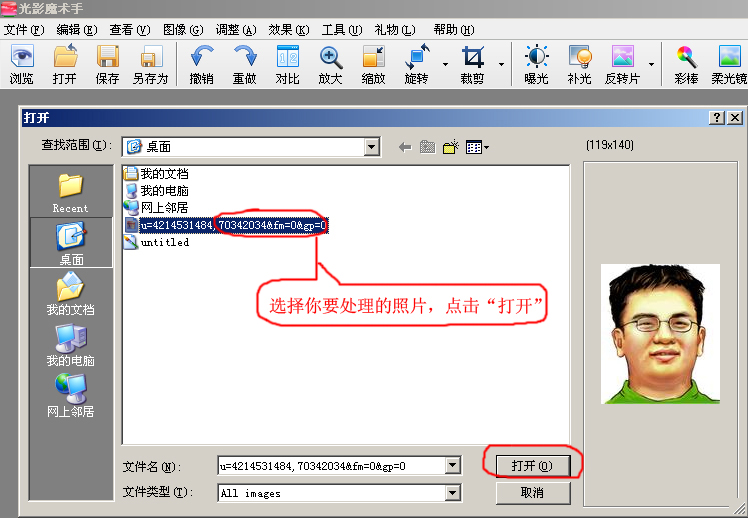 光影魔术手
文件(F) 编辑(E) 查看(V) 图像(G) 调整(A) 效果(K) 工具(U) 礼物(L) 帮助(H)
浏览 打开 保存 另存为 撤销 重做 对比 放大 缩放 旋转 裁剪 曝光 补光 反转片 彩棒 柔光镜
打开
查找范围(I): 桌面 (119x140)
Recent
桌面
我的文档
我的电脑
网上邻居
我的文档
我的电脑
网上邻居
u=4214531484,70342034&fm=0&gp=0
untitled
选择你要处理的照片，点击“打开”
文件名(N): u=4214531484,70342034&fm=0&gp=0 打开(O)
文件类型(T): All images 取消